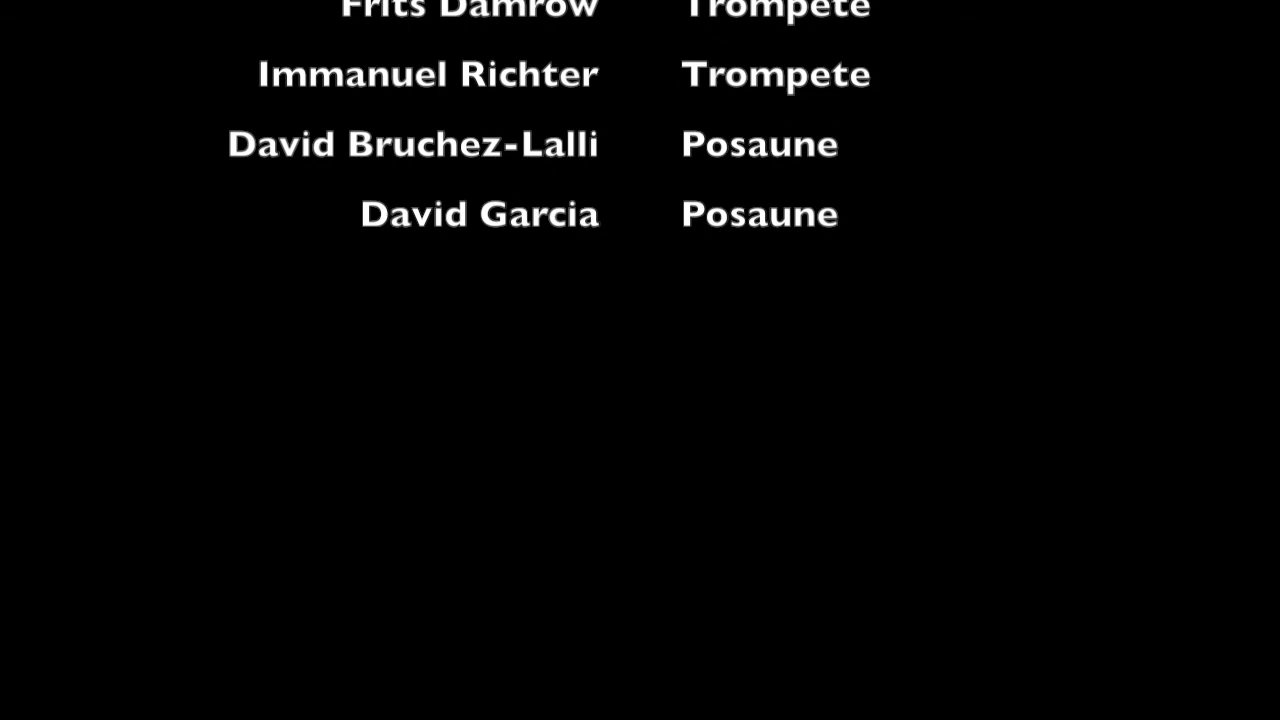 Frits Damrow Trompete
Immanuel Richter Trompete
David Bruchez-Lalli Posaune
David Garcia Posaune